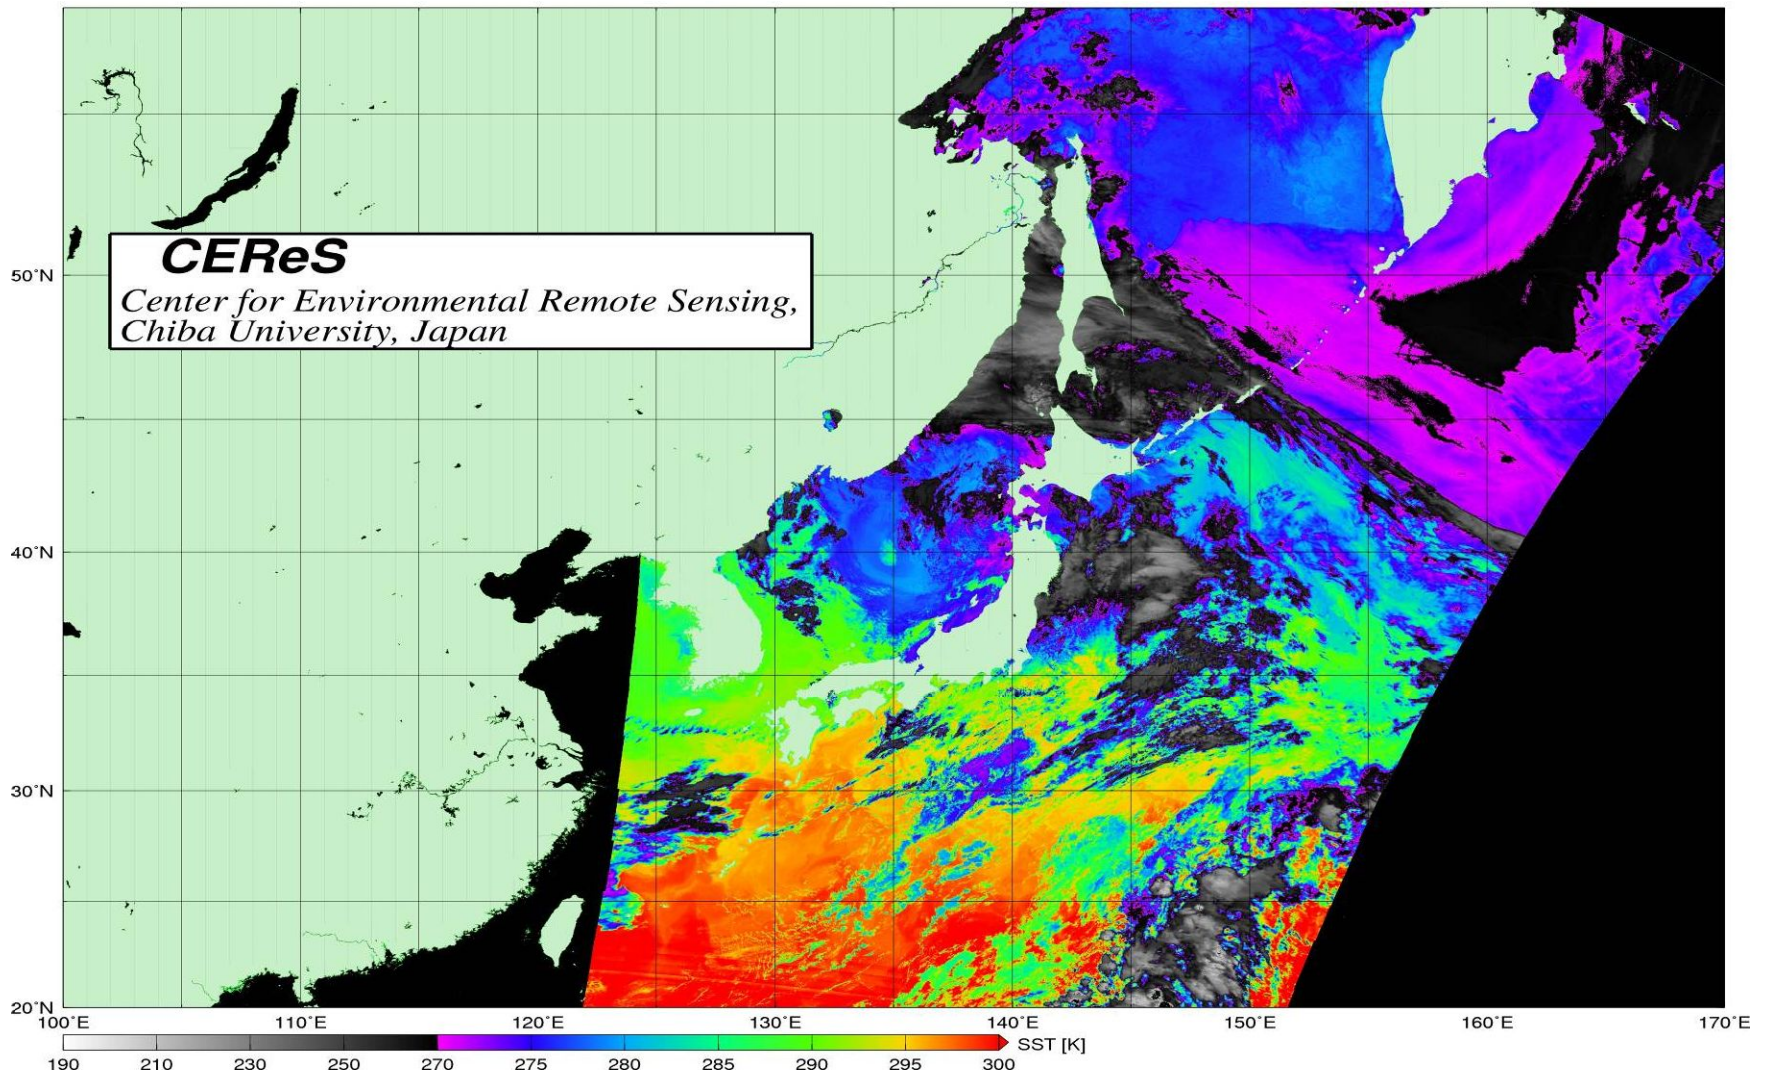 CEReS
Center for Environmental Remote Sensing,
Chiba University, Japan
50°N
40°N
30°N
20°N
100°E 110°E 120°E 130°E 140°E 150°E 160°E 170°E
SST [K]
190 210 230 250 270 275 280 285 290 295 300